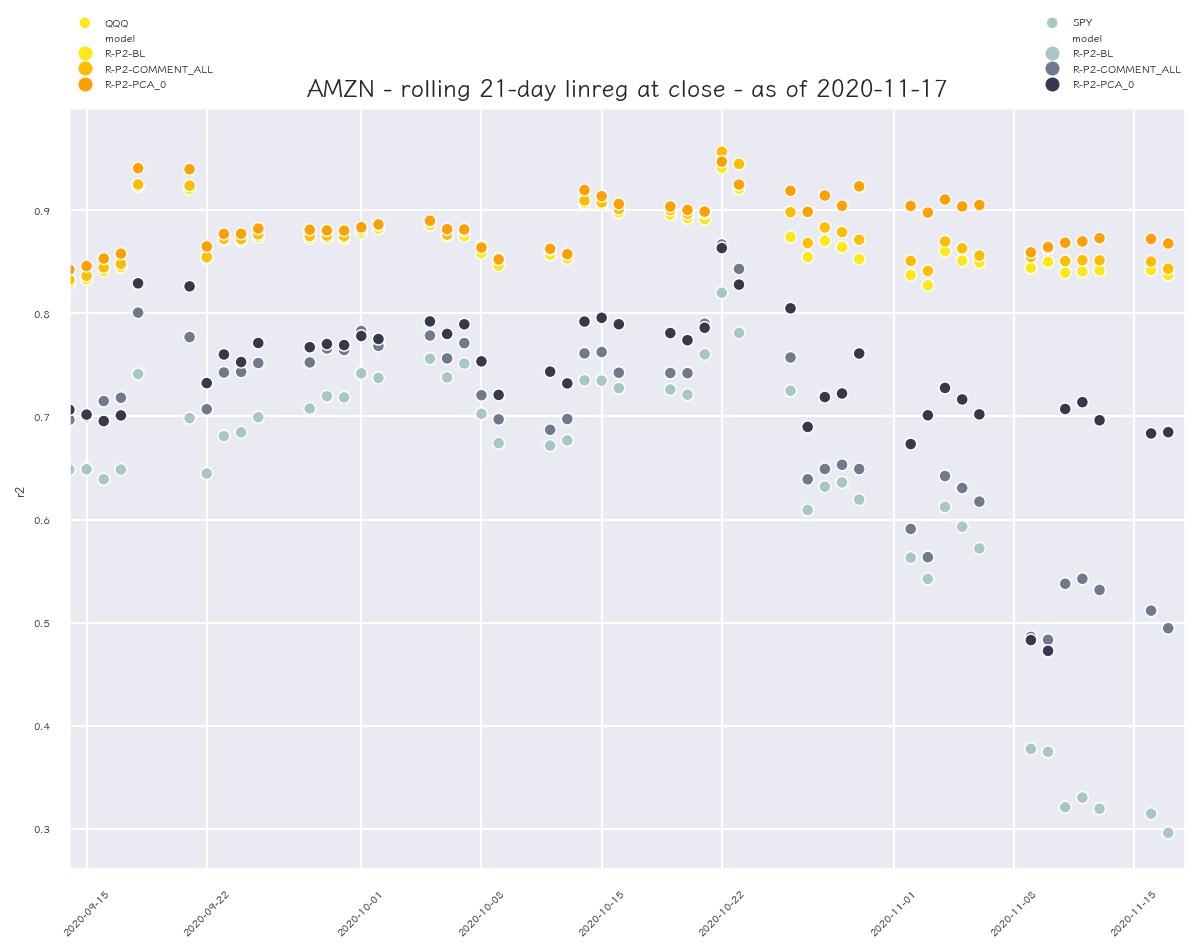 QQQ
model
R-P2-BL
R-P2-COMMENT_ALL
R-P2-PCA_0
SPY
model
R-P2-BL
R-P2-COMMENT_ALL
R-P2-PCA_0
AMZN - rolling 21-day linreg at close - as of 2020-11-17
r2
0.9
0.8
0.7
0.6
0.5
0.4
0.3
2020-09-15
2020-09-22
2020-10-01
2020-10-08
2020-10-15
2020-10-22
2020-11-01
2020-11-08
2020-11-15